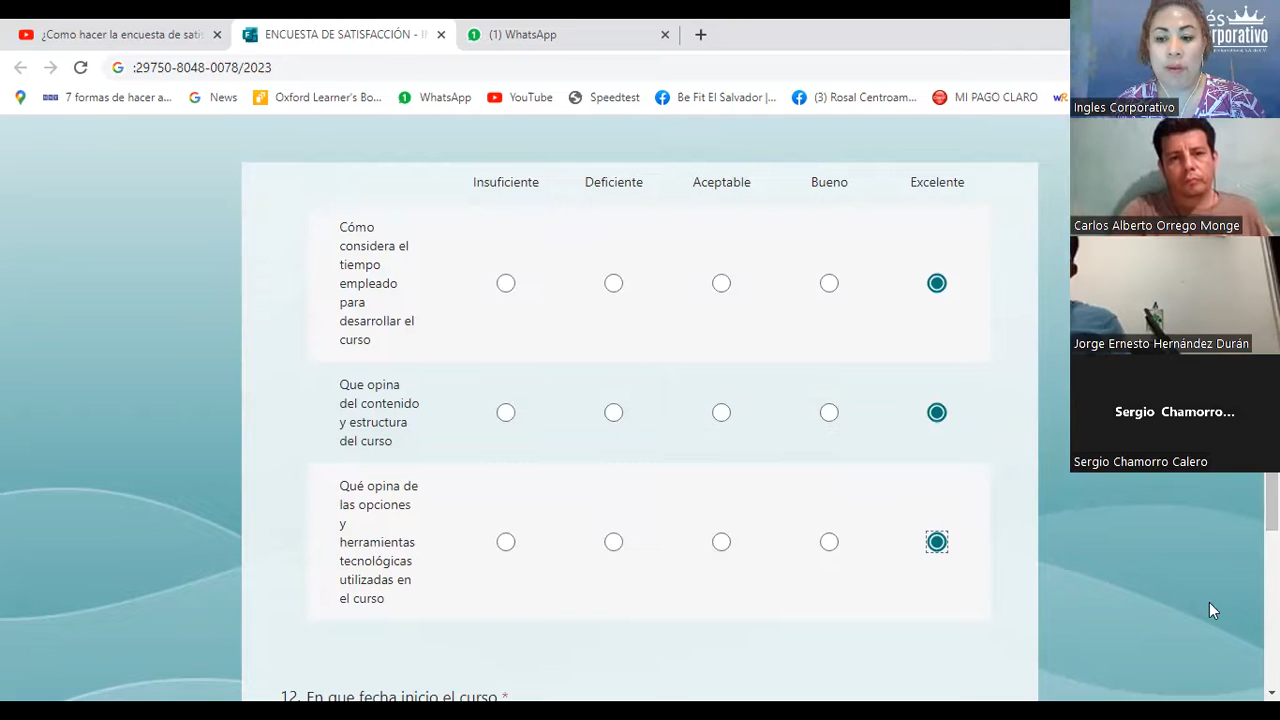 ¿Como hacer la encuesta de sati
ENCUESTA DE SATISFACCIÓN - I
(1) WhatsApp
:29750-8048-0078/2023
7 formas de hacer a...
News
Oxford Learner's Bo...
WhatsApp
YouTube
Speedtest
Be Fit El Salvador |...
(3) Rosal Centroam...
MI PAGO CLARO
Insuficiente
Deficiente
Aceptable
Bueno
Excelente
Cómo
considera el
tiempo
empleado
para
desarrollar el
curso
Que opina
del contenido
y estructura
del curso
Qué opina de
las opciones
y
herramientas
tecnológicas
utilizadas en
el curso
12. En que fecha inicio el curso *
és
rporativo
Ingles Corporativo
Carlos Alberto Orrego Monge
Jorge Ernesto Hernández Durán
Sergio Chamorro...
Sergio Chamorro Calero